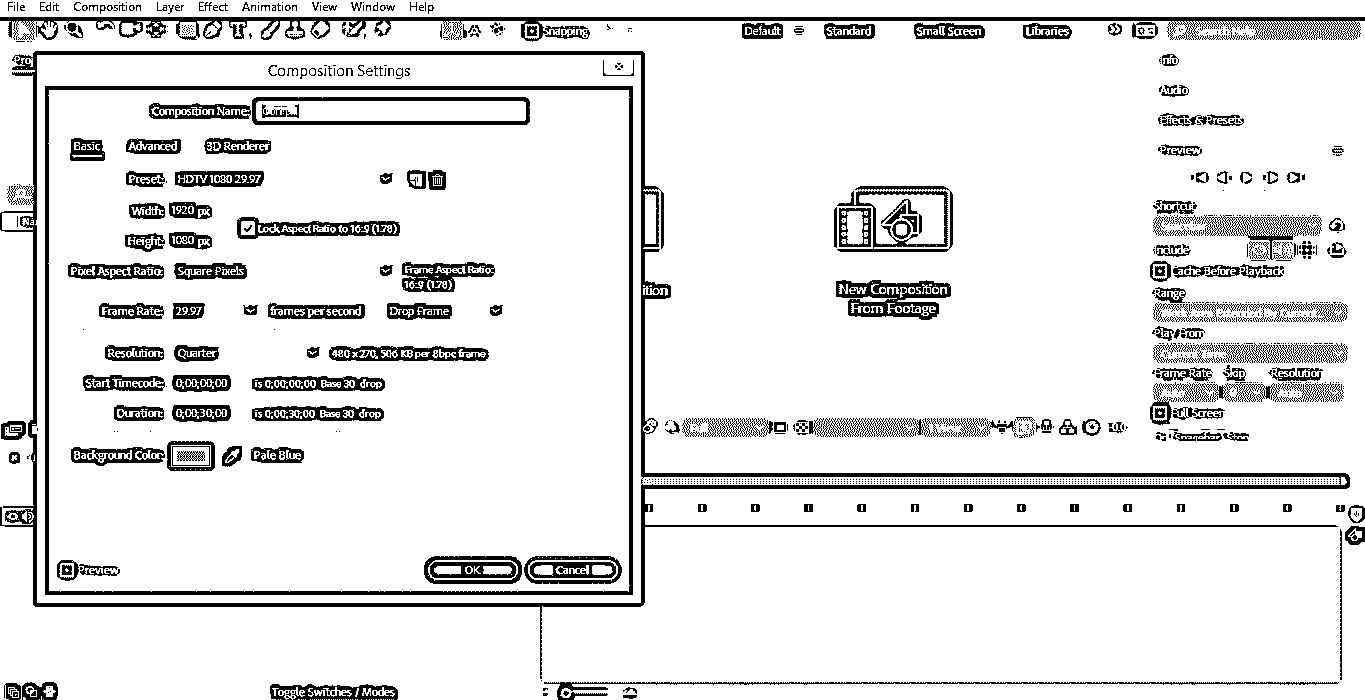 File Edit Composition Layer Effect Animation View Window Help
Snapping Default Standard Small Screen Libraries
Composition Settings
Info
Composition Name:
Audio
Basic Advanced 3D Renderer
Effects & Presets
Preset: HDTV 1080 29.97
Preview
Width: 1920 px
Lock Aspect Ratio to 16:9 (1.78)
Height: 1080 px
Shortcut
Include
Pixel Aspect Ratio: Square Pixels
Frame Aspect Ratio:
16:9 (1.78)
Cache Before Playback
Range
New Composition
From Footage
Frame Rate: 29.97 frames per second Drop Frame
Play From
Resolution: Quarter 480 x 270, 506 KB per 8bpc frame
Frame Rate Skip Resolution
Start Timecode: 0;00;00;00 is 0;00;00;00 Base 30 drop
Duration: 0;00;30;00 is 0;00;30;00 Base 30 drop
Full Screen
Background Color: Pale Blue
Preview OK Cancel
Toggle Switches / Modes